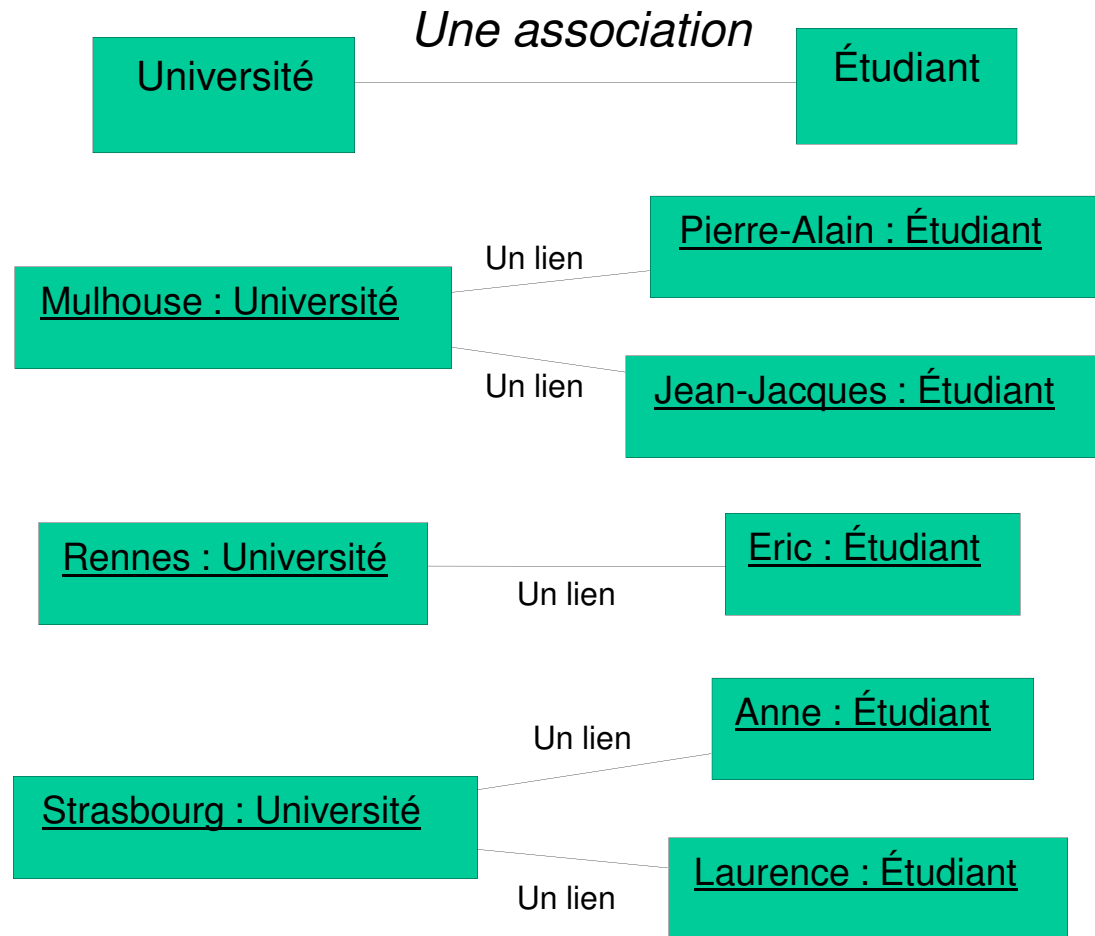 Une association
Université
Étudiant
Pierre-Alain : Étudiant
Un lien
Mulhouse : Université
Un lien
Jean-Jacques : Étudiant
Rennes : Université
Eric : Étudiant
Un lien
Anne : Étudiant
Un lien
Strasbourg : Université
Laurence : Étudiant
Un lien